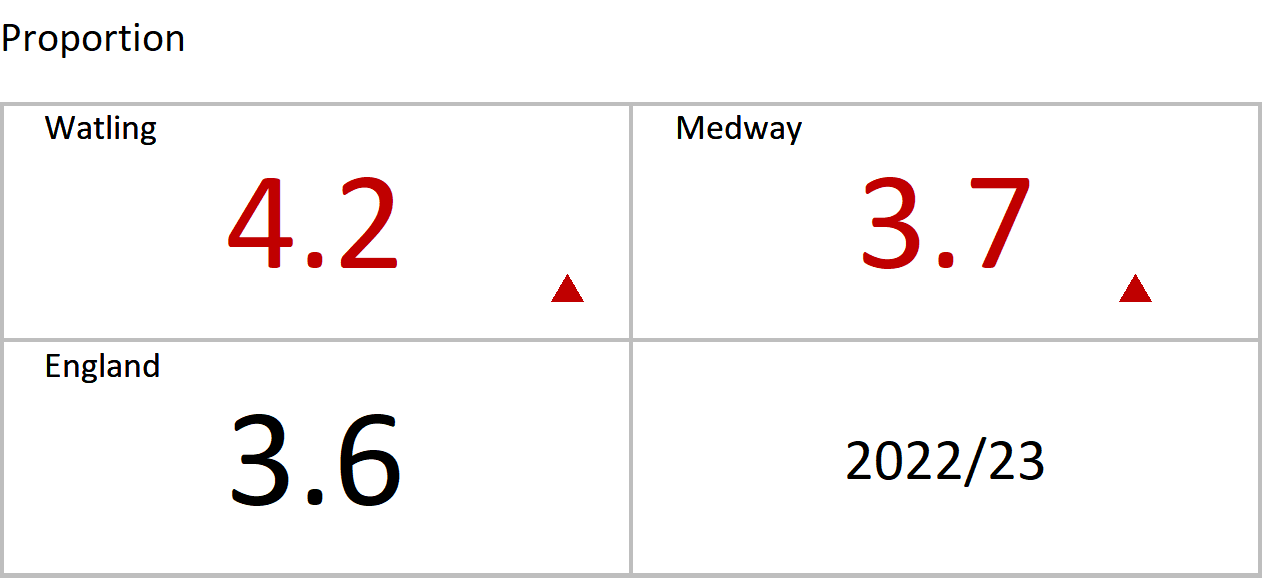 Proportion
Watling
4.2
Medway
3.7
England
3.6
2022/23